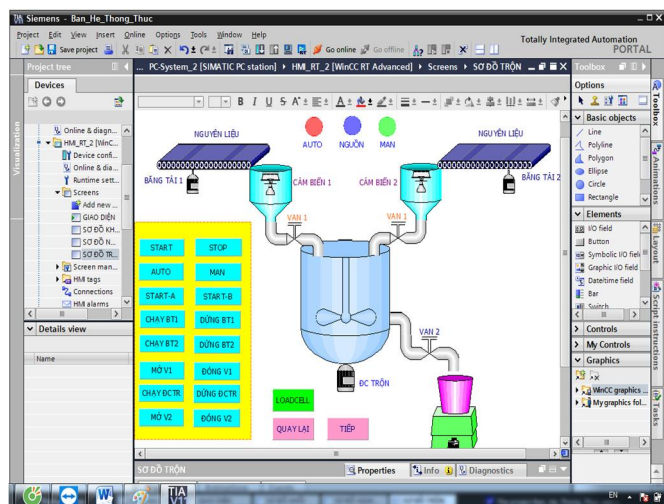 Siemens - Ban_He_Thong_Thuc
Project Edit View Insert Online Options Tools Window Help
Totally Integrated Automation
PORTAL
Save project
Go online
Go offline
Project tree
... PC-System_2 [SIMATIC PC station] ▸ HMI_RT_2 [WinCC RT Advanced] ▸ Screens ▸ SƠ ĐỒ TRỘN
Toolbox
Devices
Options
Visualization
Online & diagn...
HMI_RT_2 [WinC...
Device confi...
Online & dia...
Runtime sett...
Screens
Add new ...
GIAO DIỆN
SƠ ĐỒ KH...
SƠ ĐỒ N...
SƠ ĐỒ TR...
Screen man...
HMI tags
Connections
HMI alarms
Details view
Name
B I U S A
NGUYÊN LIỆU
AUTO NGUỒN MAN
NGUYÊN LIỆU
BĂNG TẢI 1
CẢM BIẾN 1
CẢM BIẾN 2
BĂNG TẢI 2
VAN 1
VAN 1
START STOP
AUTO MAN
START-A START-B
CHẠY BT1 DỪNG BT1
CHẠY BT2 DỪNG BT2
MỞ V1 ĐÓNG V1
CHẠY ĐCTR DỪNG ĐCTR
MỞ V2 ĐÓNG V2
VAN 2
ĐC TRỘN
LOADCELL
QUAY LẠI TIẾP
SƠ ĐỒ TRỘN
Properties Info Diagnostics
Basic objects
Line
Polyline
Polygon
Ellipse
Circle
Rectangle
Elements
I/O field
Button
Symbolic I/O field
Graphic I/O field
Date/time field
Bar
Switch
Controls
My Controls
Graphics
WinCC graphics ...
My graphics fol...
Toolbox
Animations
Layout
Script instructions
Tasks
TIA
V1
EN